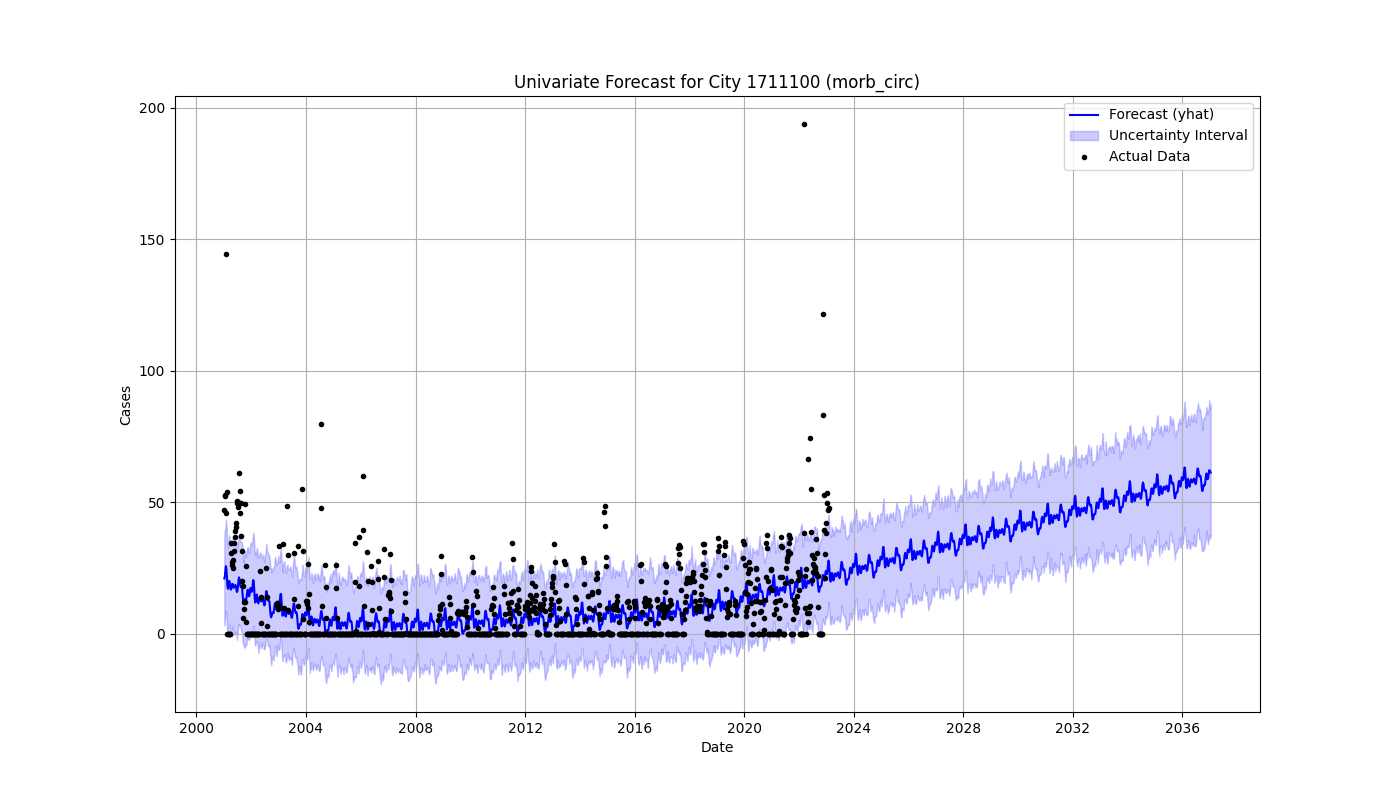 Univariate Forecast for City 1711100 (morb_circ)
Forecast (yhat)
Uncertainty Interval
Actual Data
200
150
100
50
0
Cases
2000 2004 2008 2012 2016 2020 2024 2028 2032 2036
Date